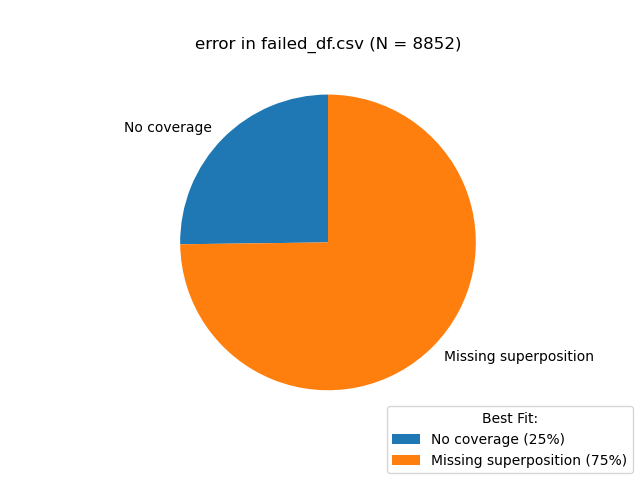 error in failed_df.csv (N = 8852)
No coverage
Missing superposition
Best Fit:
No coverage (25%)
Missing superposition (75%)